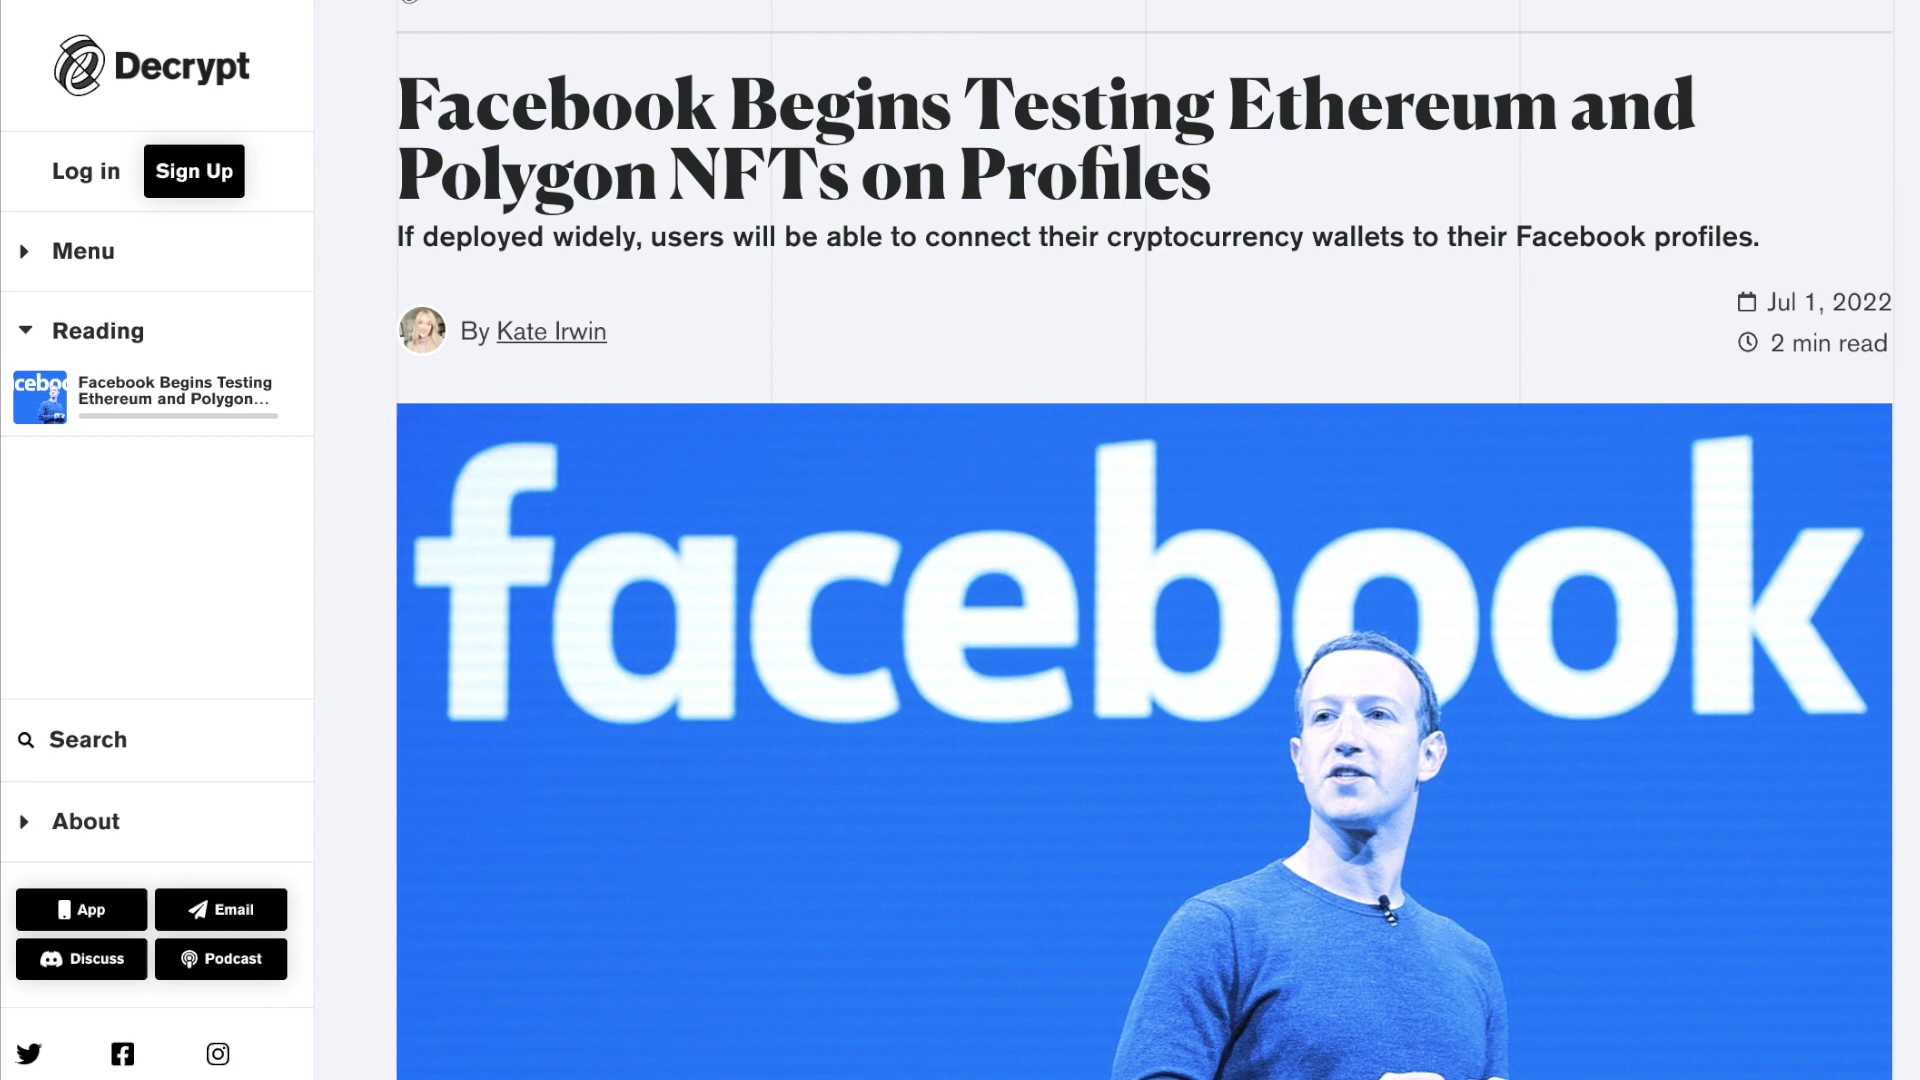 Decrypt
Log in
Sign Up
Menu
Reading
ceboo
Facebook Begins Testing
Ethereum and Polygon...
Search
About
App
Email
Discuss
Podcast
Facebook Begins Testing Ethereum and
Polygon NFTs on Profiles
If deployed widely, users will be able to connect their cryptocurrency wallets to their Facebook profiles.
By Kate Irwin
Jul 1, 2022
2 min read
facebook